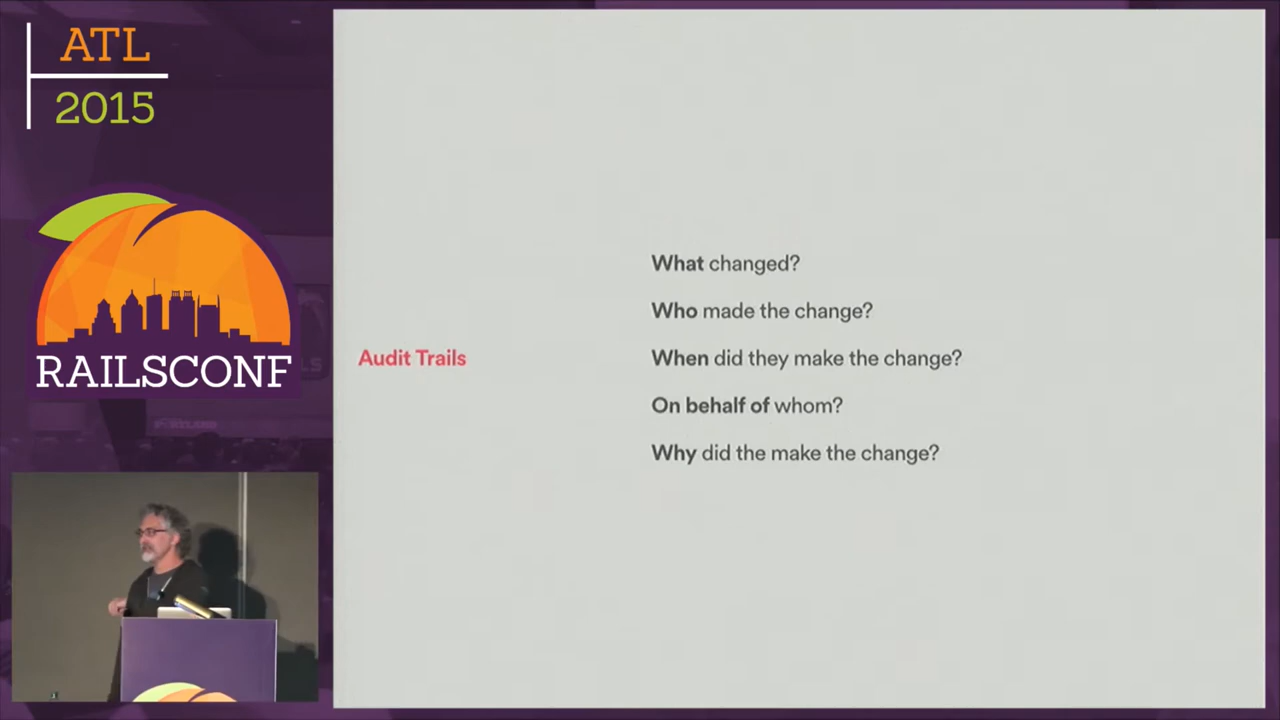 ATL
2015
RAILSCONF
Audit Trails
What changed?
Who made the change?
When did they make the change?
On behalf of whom?
Why did the make the change?